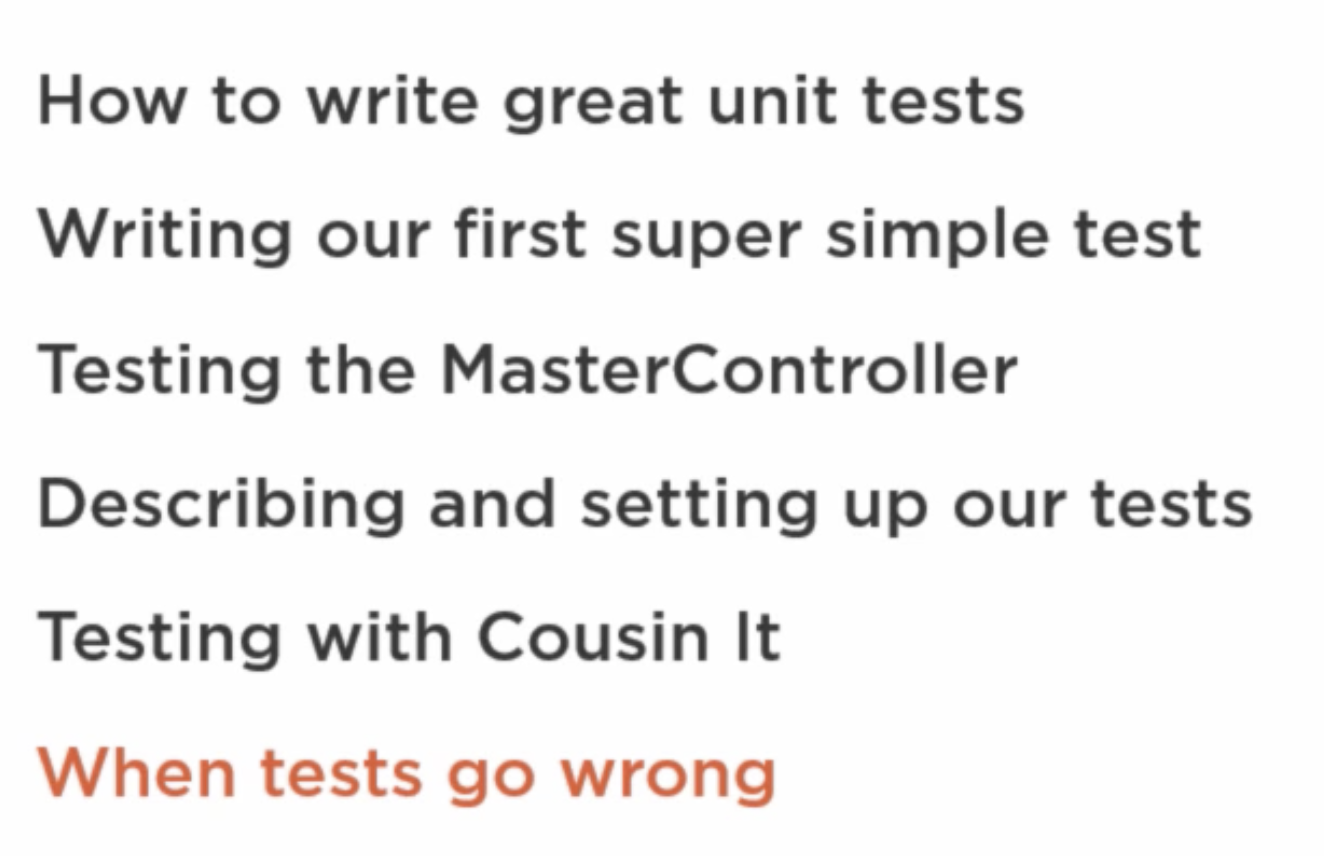 How to write great unit tests
Writing our first super simple test
Testing the MasterController
Describing and setting up our tests
Testing with Cousin It
When tests go wrong